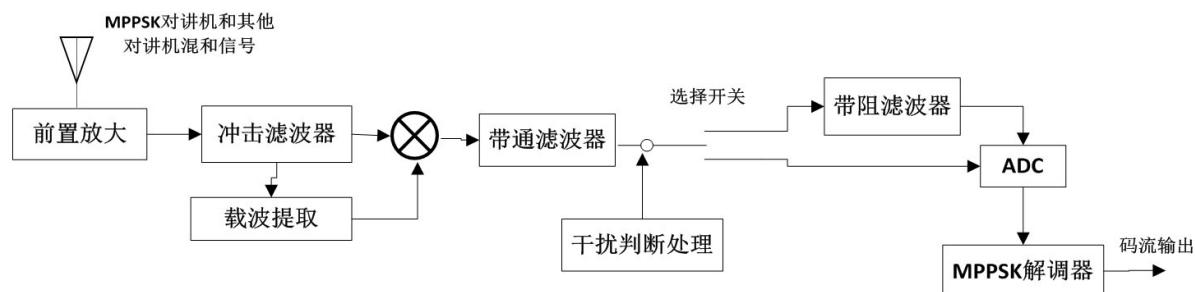 MPPSK对讲机和其他
对讲机混和信号
前置放大
冲击滤波器
载波提取
带通滤波器
选择开关
带阻滤波器
ADC
干扰判断处理
MPPSK解调器
码流输出